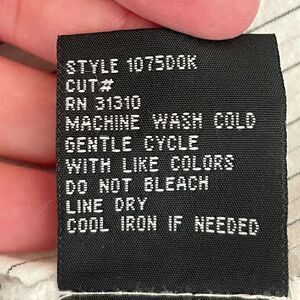 STYLE 1075DOK
CUT#
RN 31310
MACHINE WASH COLD
GENTLE CYCLE
WITH LIKE COLORS
DO NOT BLEACH
LINE DRY
COOL IRON IF NEEDED